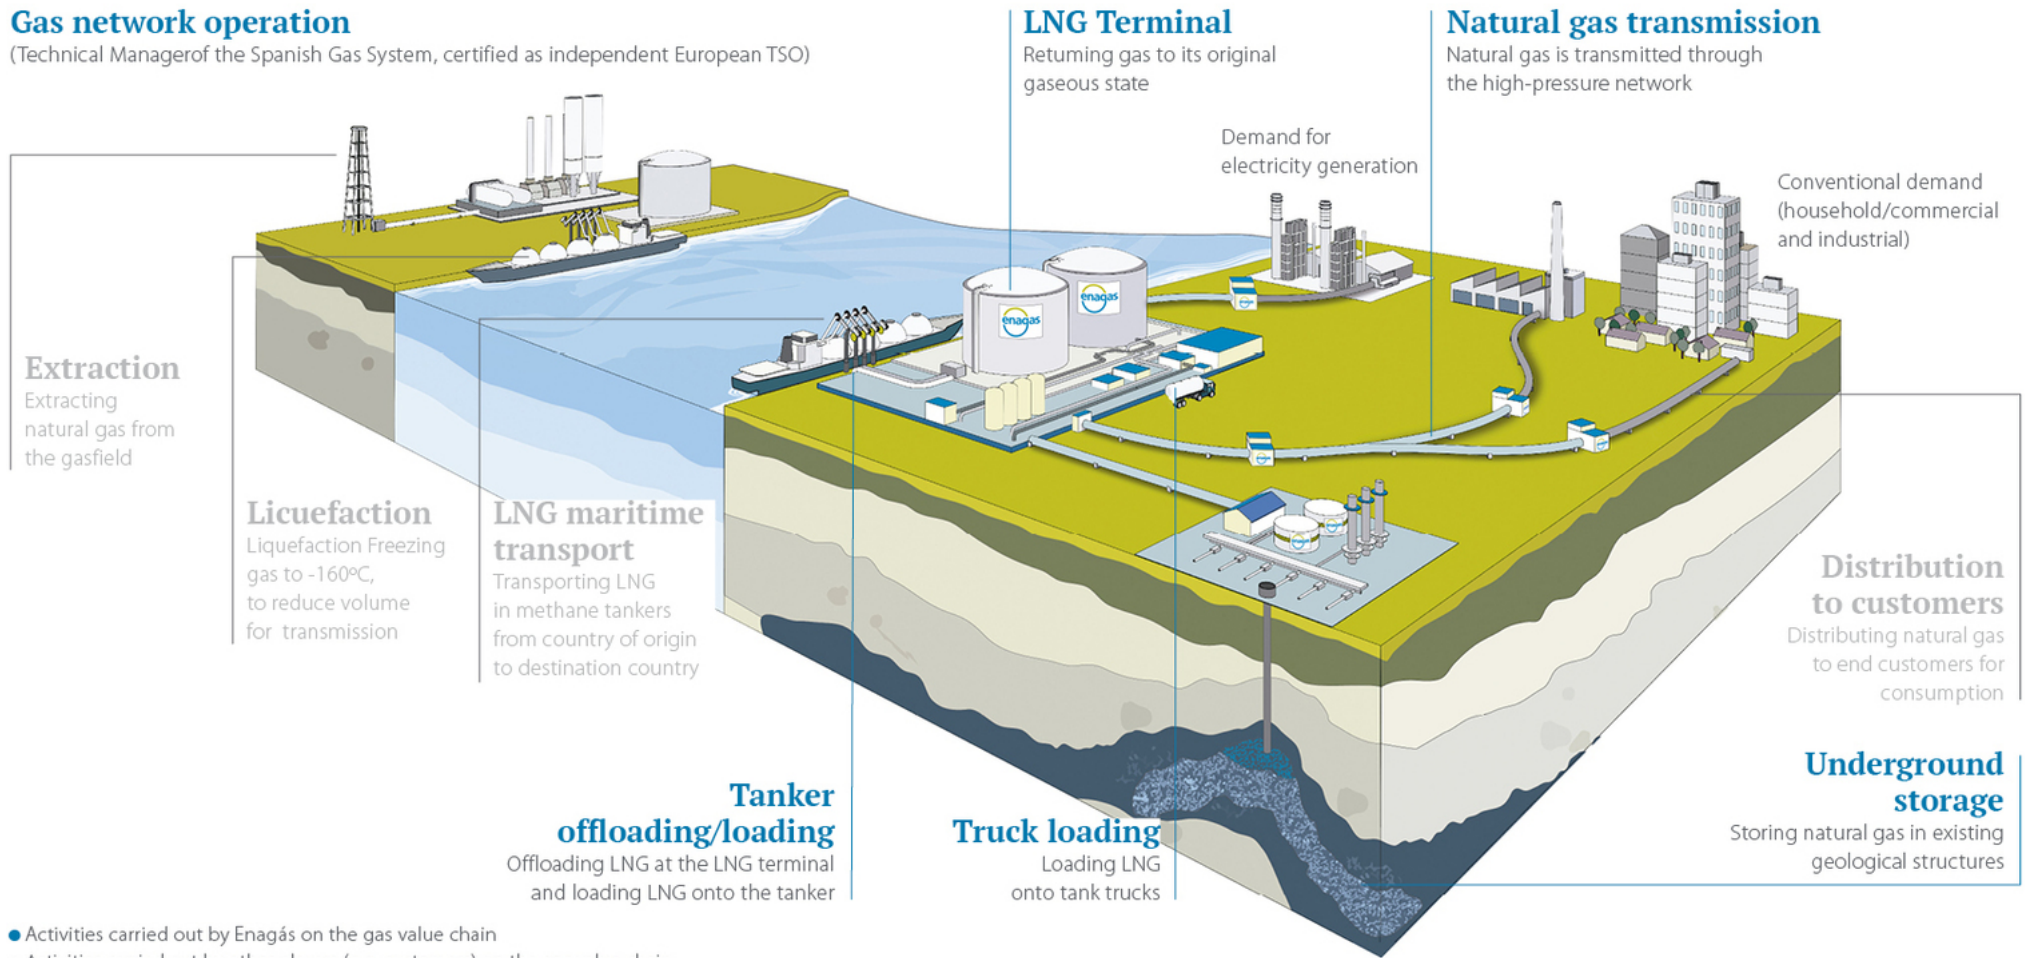 Gas network operation
(Technical Managerof the Spanish Gas System, certified as independent European TSO)
LNG Terminal
Returning gas to its original
gaseous state
Natural gas transmission
Natural gas is transmitted through
the high-pressure network
Demand for
electricity generation
Conventional demand
(household/commercial
and industrial)
enagas
enagas
Extraction
Extracting
natural gas from
the gasfield
Licuefaction
Liquefaction Freezing
gas to -160ºC,
to reduce volume
for transmission
LNG maritime
transport
Transporting LNG
in methane tankers
from country of origin
to destination country
Distribution
to customers
Distributing natural gas
to end customers for
consumption
Tanker
offloading/loading
Offloading LNG at the LNG terminal
and loading LNG onto the tanker
Truck loading
Loading LNG
onto tank trucks
Underground
storage
Storing natural gas in existing
geological structures
Activities carried out by Enagás on the gas value chain